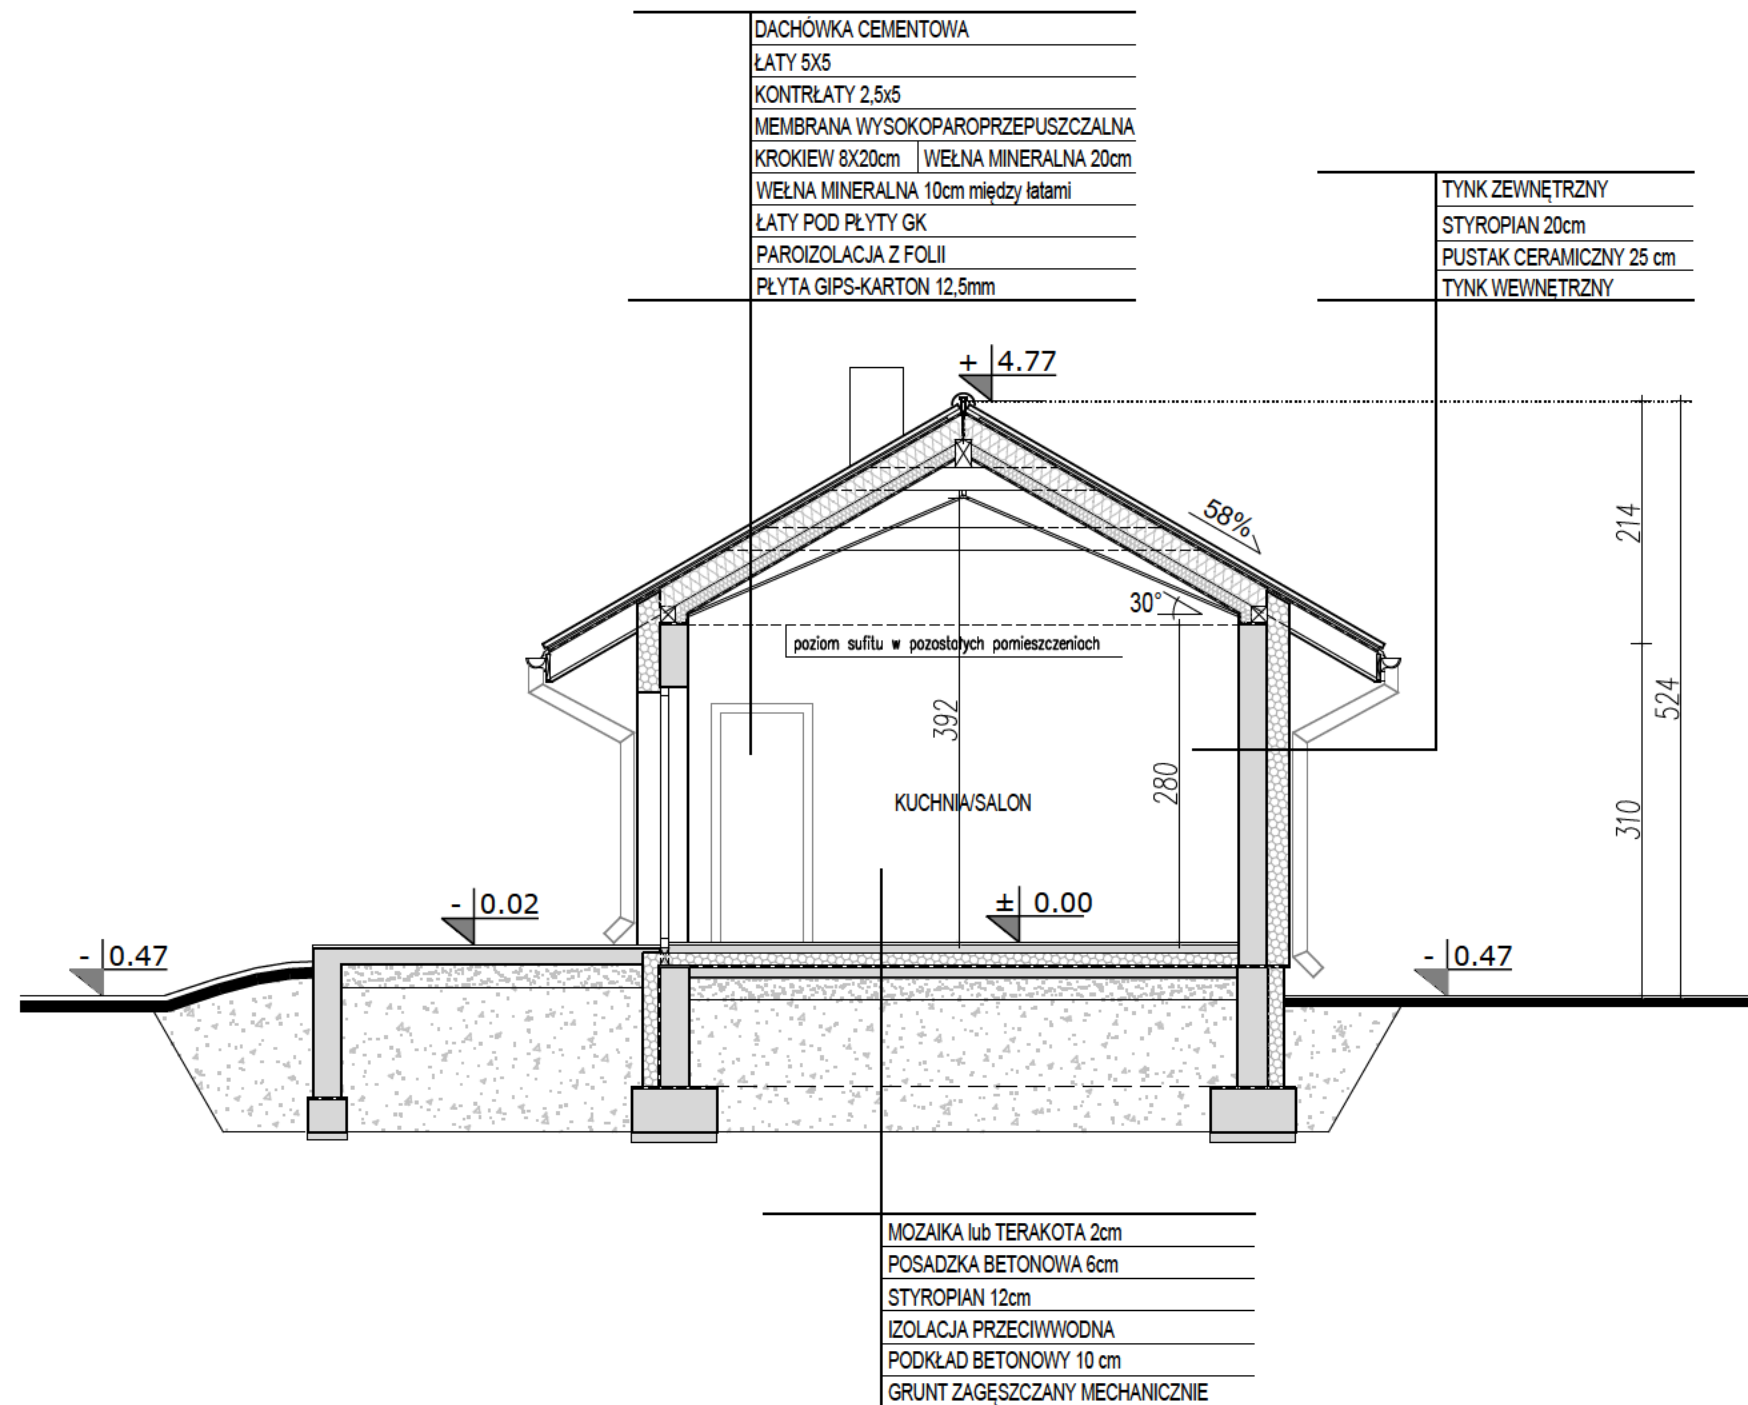 DACHÓWKA CEMENTOWA
ŁATY 5X5
KONTRŁATY 2,5x5
MEMBRANA WYSOKOPAROPRZEPUSZCZALNA
KROKIEW 8X20cm WEŁNA MINERALNA 20cm
WEŁNA MINERALNA 10cm między łatami
ŁATY POD PŁYTY GK
PAROIZOLACJA Z FOLII
PŁYTA GIPS-KARTON 12,5mm
TYNK ZEWNĘTRZNY
STYROPIAN 20cm
PUSTAK CERAMICZNY 25 cm
TYNK WEWNĘTRZNY
+ 4.77
58%
214
30°
poziom sufitu w pozostałych pomieszczeniach
392
524
280
KUCHNIA/SALON
310
- 0.02
± 0.00
- 0.47
- 0.47
MOZAIKA lub TERAKOTA 2cm
POSADZKA BETONOWA 6cm
STYROPIAN 12cm
IZOLACJA PRZECIWWODNA
PODKŁAD BETONOWY 10 cm
GRUNT ZAGĘSZCZANY MECHANICZNIE